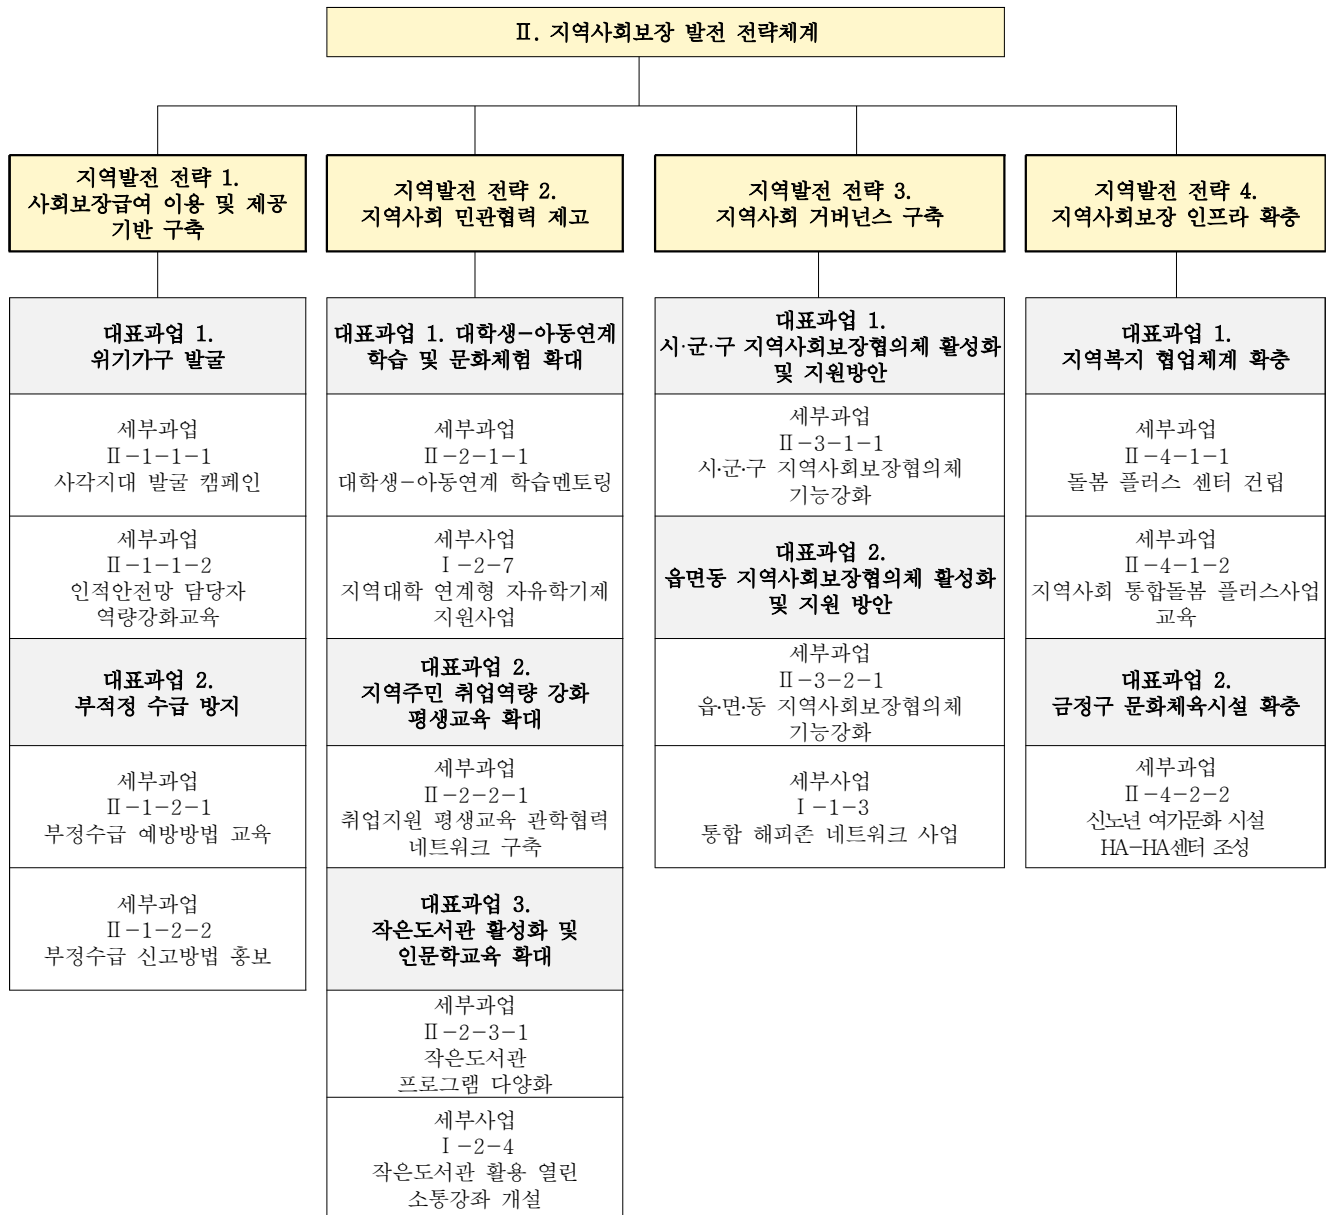 Ⅱ. 지역사회보장 발전 전략체계
지역발전 전략 1.
사회보장급여 이용 및 제공
기반 구축
대표과업 1.
위기가구 발굴
세부과업
Ⅱ-1-1-1
사각지대 발굴 캠페인
세부과업
Ⅱ-1-1-2
인적안전망 담당자
역량강화교육
대표과업 2.
부적정 수급 방지
세부과업
Ⅱ-1-2-1
부정수급 예방방법 교육
세부과업
Ⅱ-1-2-2
부정수급 신고방법 홍보
지역발전 전략 2.
지역사회 민관협력 제고
대표과업 1. 대학생-아동연계
학습 및 문화체험 확대
세부과업
Ⅱ-2-1-1
대학생-아동연계 학습멘토링
세부사업
Ⅰ-2-7
지역대학 연계형 자유학기제
지원사업
대표과업 2.
지역주민 취업역량 강화
평생교육 확대
세부과업
Ⅱ-2-2-1
취업지원 평생교육 관학협력
네트워크 구축
대표과업 3.
작은도서관 활성화 및
인문학교육 확대
세부과업
Ⅱ-2-3-1
작은도서관
프로그램 다양화
세부사업
Ⅰ-2-4
작은도서관 활용 열린
소통강좌 개설
지역발전 전략 3.
지역사회 거버넌스 구축
대표과업 1.
시·군·구 지역사회보장협의체 활성화
및 지원방안
세부과업
Ⅱ-3-1-1
시·군·구 지역사회보장협의체
기능강화
대표과업 2.
읍면동 지역사회보장협의체 활성화
및 지원 방안
세부과업
Ⅱ-3-2-1
읍·면·동 지역사회보장협의체
기능강화
세부사업
Ⅰ-1-3
통합 해피존 네트워크 사업
지역발전 전략 4.
지역사회보장 인프라 확충
대표과업 1.
지역복지 협업체계 확충
세부과업
Ⅱ-4-1-1
돌봄 플러스 센터 건립
세부과업
Ⅱ-4-1-2
지역사회 통합돌봄 플러스사업
교육
대표과업 2.
금정구 문화체육시설 확충
세부과업
Ⅱ-4-2-2
신노년 여가문화 시설
HA-HA센터 조성